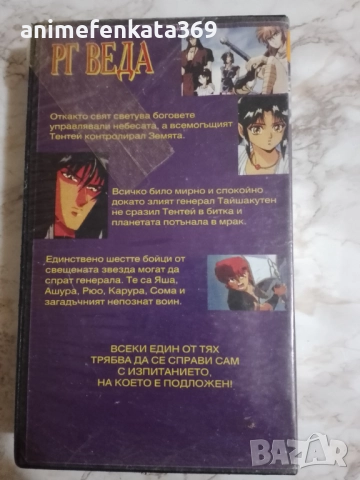 animefenkata369
РГ ВЕДА
Откакто свят светува боговете
управлявали небесата, а всемогъщият
Тентей контролирал Земята.
Всичко било мирно и спокойно
докато злият генерал Тайшакутен
не сразил Тентей в битка и
планетата потънала в мрак.
Единствено шестте бойци от
свещената звезда могат да
спрат генерала. Те са Яша,
Ашура, Рюо, Карура, Сома и
загадъчният непознат воин.
ВСЕКИ ЕДИН ОТ ТЯХ
ТРЯБВА ДА СЕ СПРАВИ САМ
С ИЗПИТАНИЕТО,
НА КОЕТО Е ПОДЛОЖЕН!
BAZAR